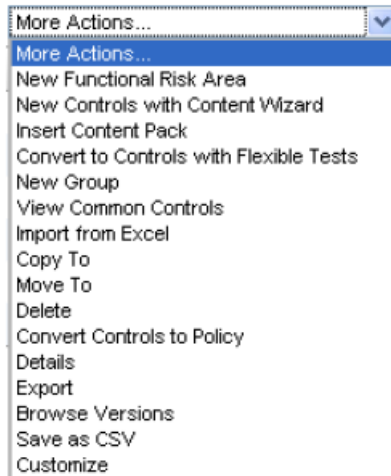 More Actions...
More Actions...
New Functional Risk Area
New Controls with Content Wizard
Insert Content Pack
Convert to Controls with Flexible Tests
New Group
View Common Controls
Import from Excel
Copy To
Move To
Delete
Convert Controls to Policy
Details
Export
Browse Versions
Save as CSV
Customize